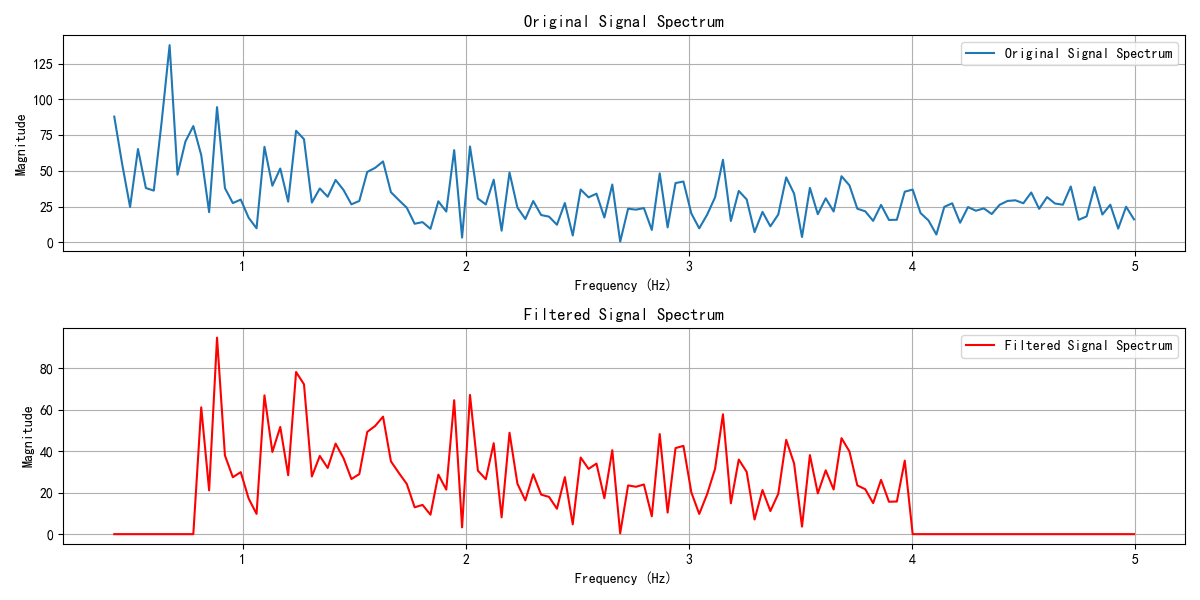 Original Signal Spectrum
Original Signal Spectrum
125
100
75
50
25
0
Magnitude
1 2 3 4 5
Frequency (Hz)
Filtered Signal Spectrum
Filtered Signal Spectrum
80
60
40
20
0
Magnitude
1 2 3 4 5
Frequency (Hz)